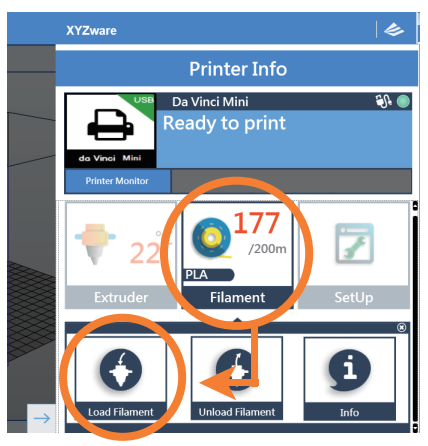 XYZware
Printer Info
USB
Da Vinci Mini
Ready to print
da Vinci Mini
Printer Monitor
22°
177
/200m
PLA
Extruder
Filament
SetUp
Load Filament
Unload Filament
Info